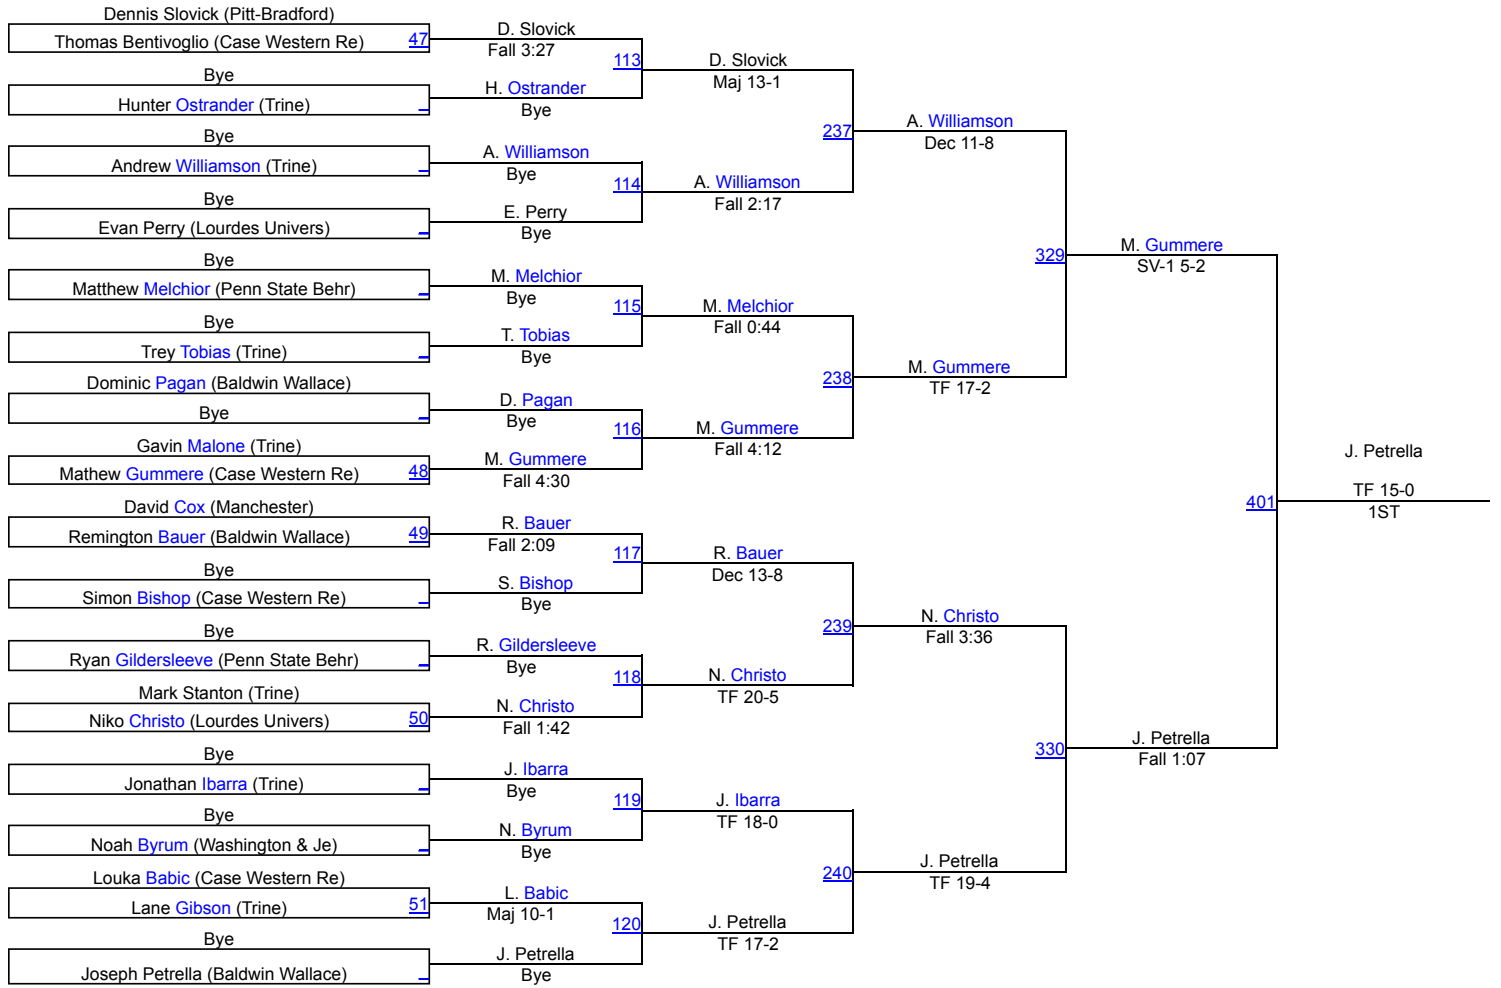 Dennis Slovick (Pitt-Bradford)
Thomas Bentivoglio (Case Western Re) 47
Bye
Hunter Ostrander (Trine)
Bye
Andrew Williamson (Trine)
Bye
Evan Perry (Lourdes Univers)
Bye
Matthew Melchior (Penn State Behr)
Bye
Trey Tobias (Trine)
Dominic Pagan (Baldwin Wallace)
Bye
Gavin Malone (Trine)
Mathew Gummere (Case Western Re) 48
David Cox (Manchester)
Remington Bauer (Baldwin Wallace) 49
Bye
Simon Bishop (Case Western Re)
Bye
Ryan Gildersleeve (Penn State Behr)
Mark Stanton (Trine)
Niko Christo (Lourdes Univers) 50
Bye
Jonathan Ibarra (Trine)
Bye
Noah Byrum (Washington & Je)
Louka Babic (Case Western Re)
Lane Gibson (Trine) 51
Bye
Joseph Petrella (Baldwin Wallace)
D. Slovick
Fall 3:27
113
H. Ostrander
Bye
A. Williamson
Bye
114
E. Perry
Bye
M. Melchior
Bye
115
T. Tobias
Bye
D. Pagan
Bye
116
M. Gummere
Fall 4:30
R. Bauer
Fall 2:09
117
S. Bishop
Bye
R. Gildersleeve
Bye
118
N. Christo
Fall 1:42
J. Ibarra
Bye
119
N. Byrum
Bye
L. Babic
Maj 10-1
120
J. Petrella
Bye
D. Slovick
Maj 13-1
237
A. Williamson
Fall 2:17
M. Melchior
Fall 0:44
238
M. Gummere
Fall 4:12
R. Bauer
Dec 13-8
239
N. Christo
TF 20-5
J. Ibarra
TF 18-0
240
J. Petrella
TF 17-2
A. Williamson
Dec 11-8
329
M. Gummere
TF 17-2
N. Christo
Fall 3:36
330
J. Petrella
TF 19-4
M. Gummere
SV-1 5-2
401
J. Petrella
Fall 1:07
J. Petrella
TF 15-0
1ST